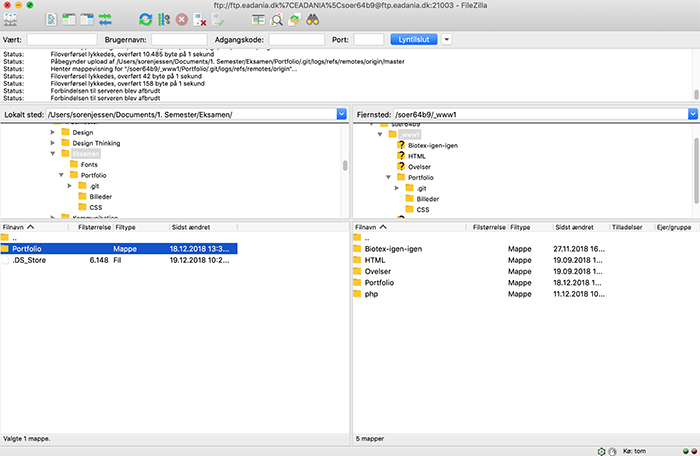 ftp://ftp.eadania.dk%7CEADANIA%5Csoer64b9@ftp.eadania.dk:21003 - FileZilla
Vært: Brugernavn: Adgangskode: Port: Lyntilslut
Status: Filoverførsel lykkedes, overført 10.485 byte på 1 sekund
Status: Påbegynder upload af /Users/sorenjessen/Documents/1. Semester/Eksamen/Portfolio/.git/logs/refs/remotes/origin/master
Status: Henter mappevisning for "/soer64b9/_www1/Portfolio/.git/logs/refs/remotes/origin"...
Status: Filoverførsel lykkedes, overført 42 byte på 1 sekund
Status: Filoverførsel lykkedes, overført 158 byte på 1 sekund
Status: Forbindelsen til serveren blev afbrudt
Status: Forbindelsen til serveren blev afbrudt
Lokalt sted: /Users/sorenjessen/Documents/1. Semester/Eksamen/
Design
Design Thinking
Eksamen
Fonts
Portfolio
.git
Billeder
CSS
Kommunikation
Filnavn Filstørrelse Filtype Sidst ændret
..
Portfolio Mappe 18.12.2018 13:3...
.DS_Store 6.148 Fil 19.12.2018 10:2...
Valgte 1 mappe.
Fjernsted: /soer64b9/_www1
soer64b9
_www1
Biotex-igen-igen
HTML
Ovelser
Portfolio
.git
Billeder
CSS
Filnavn Filstørrelse Filtype Sidst ændret Tilladelser Ejer/gruppe
..
Biotex-igen-igen Mappe 27.11.2018 16...
HTML Mappe 19.09.2018 1...
Ovelser Mappe 19.09.2018 1...
Portfolio Mappe 18.12.2018 1...
php Mappe 11.12.2018 10...
5 mapper
Kø: tom